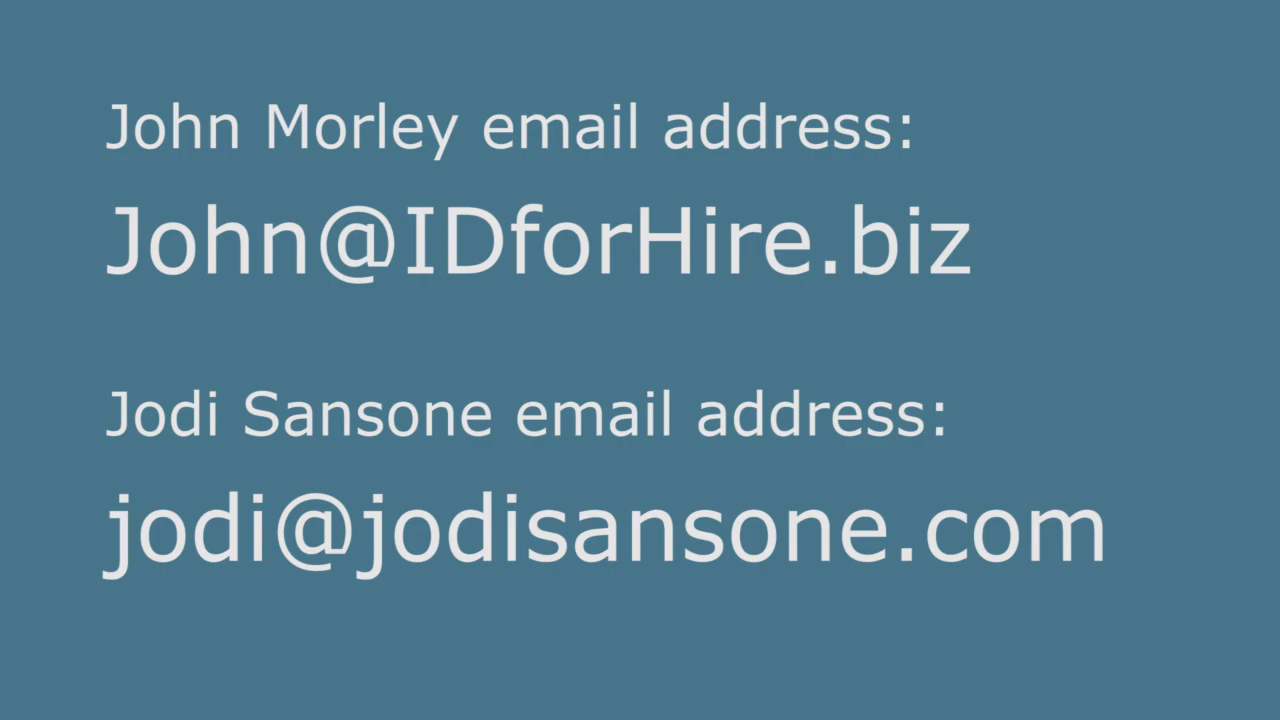 John Morley email address:
John@IDforHire.biz
Jodi Sansone email address:
jodi@jodisansone.com